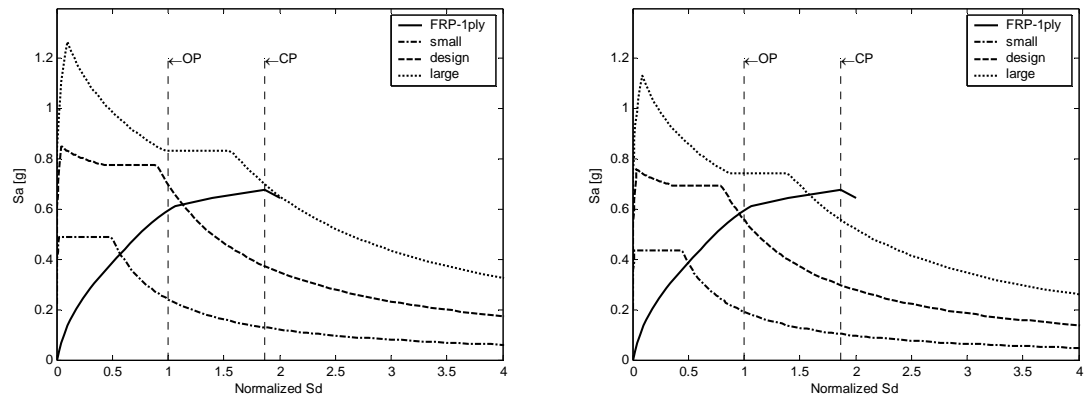 FRP-1ply
small
design
large
←OP
←CP
1.2
1
0.8
0.6
0.4
0.2
0
Sa [g]
0 0.5 1 1.5 2 2.5 3 3.5 4
Normalized Sd
FRP-1ply
small
design
large
←OP
←CP
1.2
1
0.8
0.6
0.4
0.2
0
Sa [g]
0 0.5 1 1.5 2 2.5 3 3.5 4
Normalized Sd